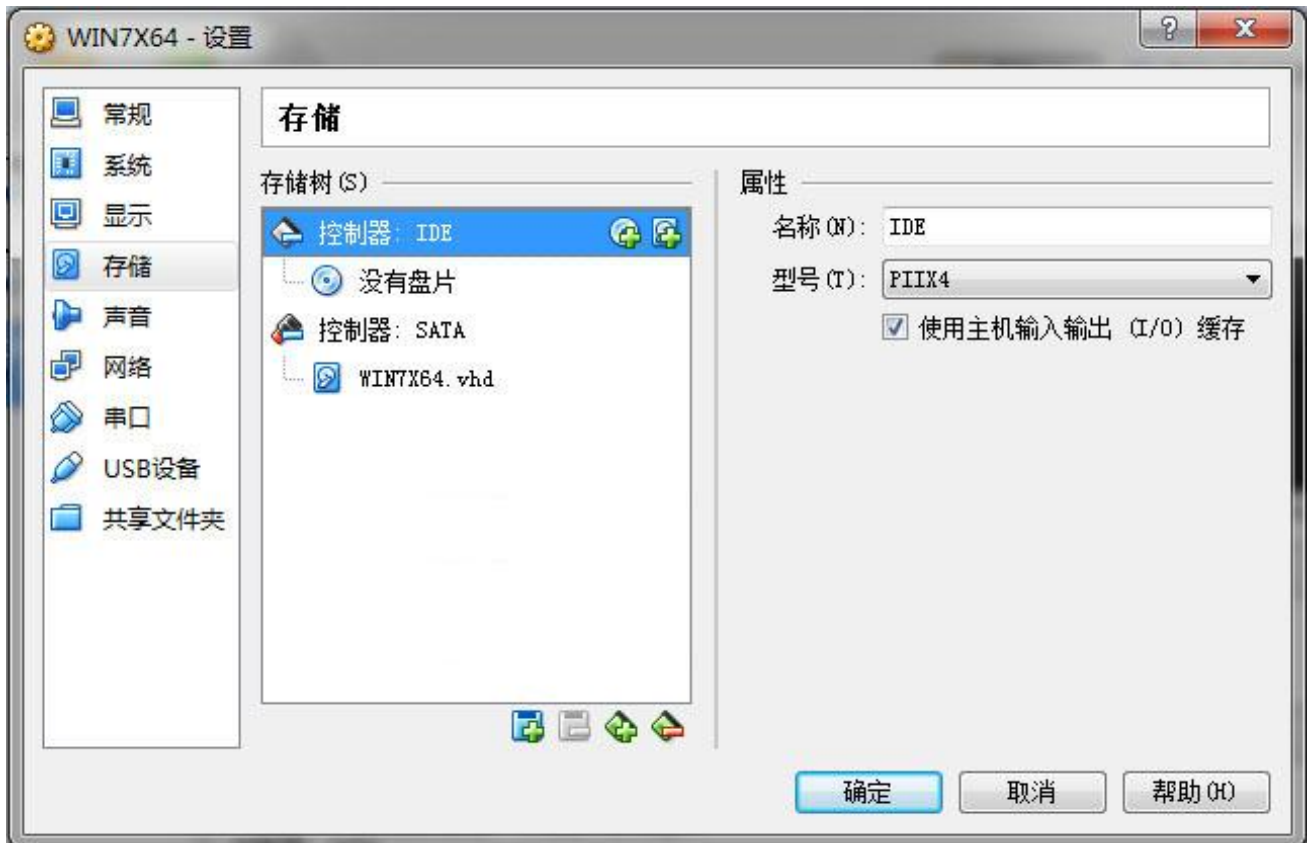 WIN7X64 - 设置
常规
系统
显示
存储
声音
网络
串口
USB设备
共享文件夹
存储
存储树(S)
控制器: IDE
没有盘片
控制器: SATA
WIN7X64.vhd
属性
名称(N): IDE
型号(T): PIIX4
使用主机输入输出 (I/O) 缓存
确定
取消
帮助(H)